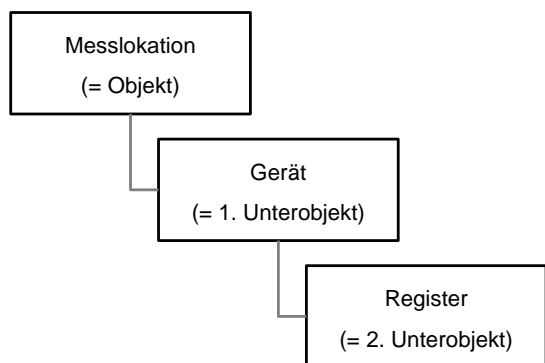 Messlokation
(= Objekt)
Gerät
(= 1. Unterobjekt)
Register
(= 2. Unterobjekt)